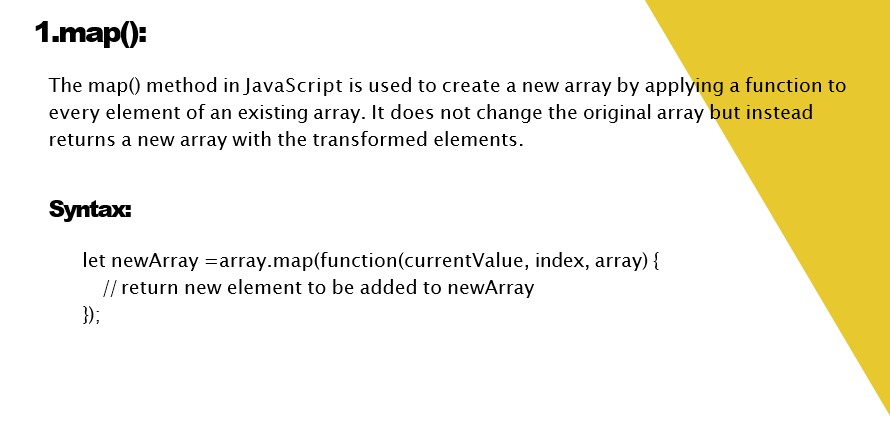 1.map():
The map() method in JavaScript is used to create a new array by applying a function to
every element of an existing array. It does not change the original array but instead
returns a new array with the transformed elements.
Syntax:
let newArray =array.map(function(currentValue, index, array) {
// return new element to be added to newArray
});